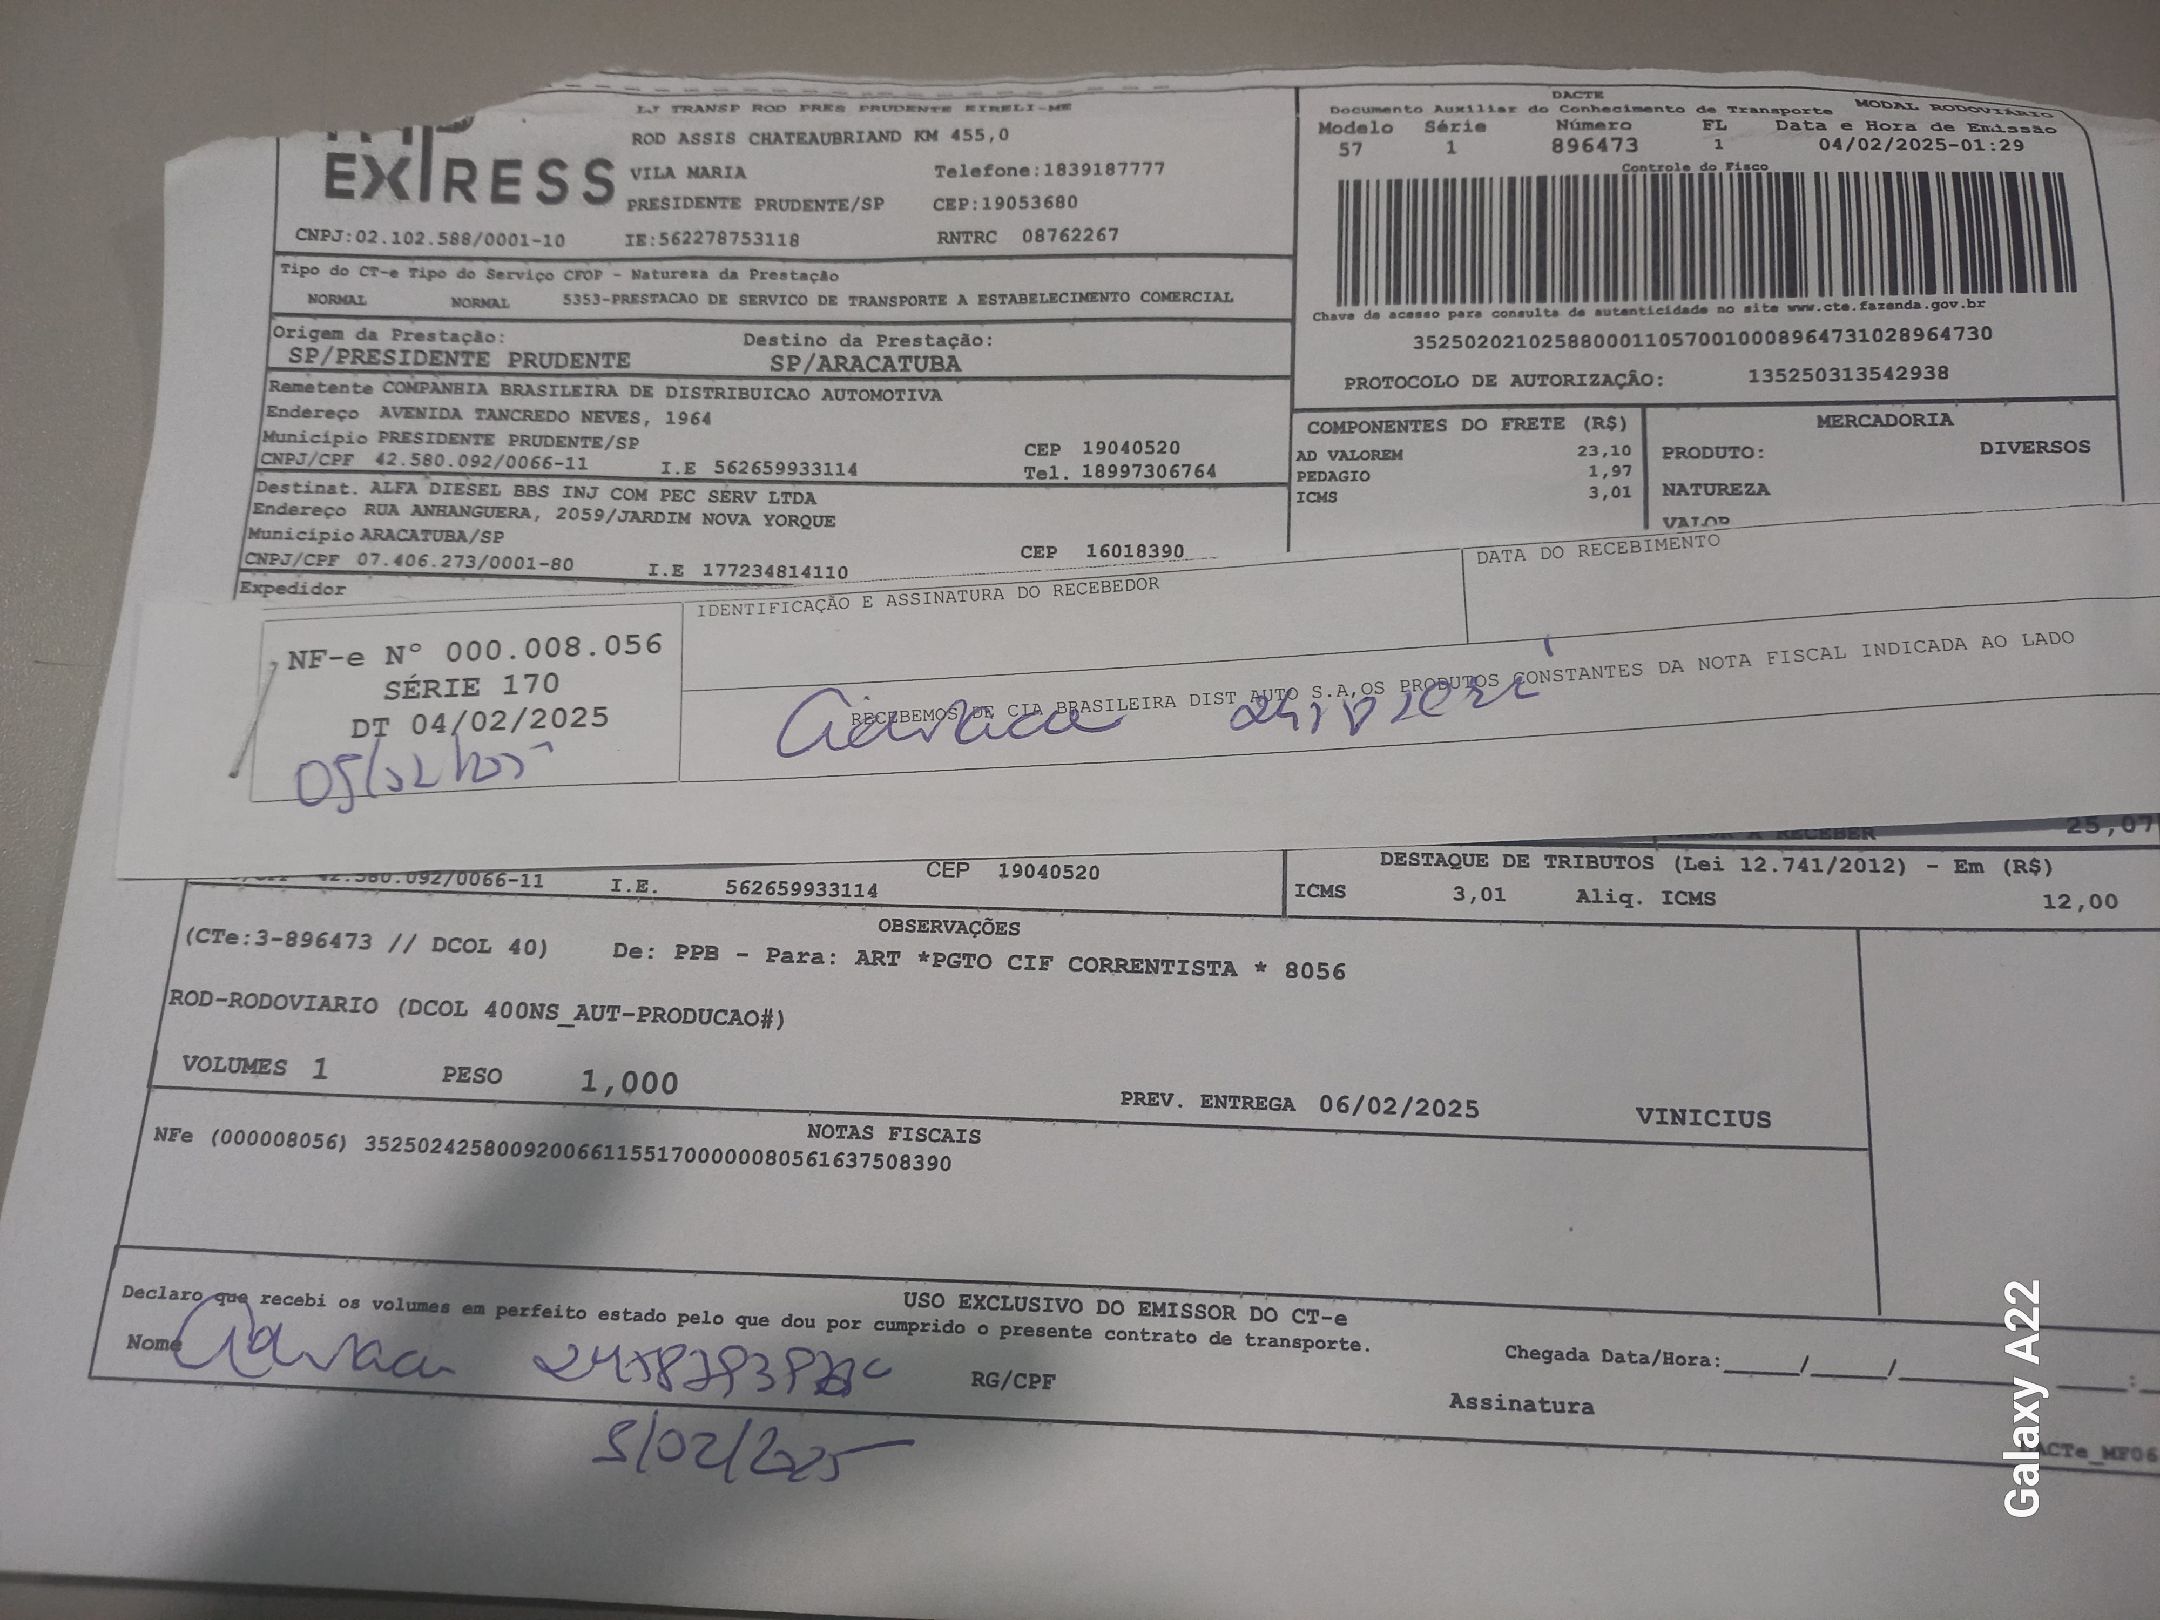 EXPRESS
LJ TRANSP ROD PRES PRUDENTE EIRELI-ME
ROD ASSIS CHATEAUBRIAND KM 455,0
VILA MARIA Telefone:1839187777
PRESIDENTE PRUDENTE/SP CEP:19053680
CNPJ:02.102.588/0001-10 IE:562278753118 RNTRC 08762267
DACTE
Documento Auxiliar do Conhecimento de Transporte MODAL RODOVIÁRIO
Modelo Série Número FL Data e Hora de Emissão
57 1 896473 1 04/02/2025-01:29
Controle do Fisco
Chave de acesso para consulta de autenticidade no site www.cte.fazenda.gov.br
35250202102588000110570010008964731028964730
PROTOCOLO DE AUTORIZAÇÃO: 135250313542938
Tipo do CT-e Tipo do Serviço CFOP - Natureza da Prestação
NORMAL NORMAL 5353-PRESTACAO DE SERVICO DE TRANSPORTE A ESTABELECIMENTO COMERCIAL
Origem da Prestação: Destino da Prestação:
SP/PRESIDENTE PRUDENTE SP/ARACATUBA
Remetente COMPANHIA BRASILEIRA DE DISTRIBUICAO AUTOMOTIVA
Endereço AVENIDA TANCREDO NEVES, 1964
Município PRESIDENTE PRUDENTE/SP CEP 19040520
CNPJ/CPF 42.580.092/0066-11 I.E 562659933114 Tel. 18997306764
Destinat. ALFA DIESEL BBS INJ COM PEC SERV LTDA
Endereço RUA ANHANGUERA, 2059/JARDIM NOVA YORQUE
Município ARACATUBA/SP CEP 16018390
CNPJ/CPF 07.406.273/0001-80 I.E 177234814110
Expedidor
COMPONENTES DO FRETE (R$)
AD VALOREM 23,10
PEDAGIO 1,97
ICMS 3,01
MERCADORIA
PRODUTO: DIVERSOS
NATUREZA
VALOR
NF-e Nº 000.008.056
SÉRIE 170
DT 04/02/2025
IDENTIFICAÇÃO E ASSINATURA DO RECEBEDOR
DATA DO RECEBIMENTO
RECEBEMOS DE CIA BRASILEIRA DIST AUTO S.A,OS PRODUTOS CONSTANTES DA NOTA FISCAL INDICADA AO LADO
A RECEBER 25,07
42.580.092/0066-11 I.E. 562659933114 CEP 19040520
DESTAQUE DE TRIBUTOS (Lei 12.741/2012) - Em (R$)
ICMS 3,01 Aliq. ICMS 12,00
OBSERVAÇÕES
(CTe:3-896473 // DCOL 40) De: PPB - Para: ART *PGTO CIF CORRENTISTA * 8056
ROD-RODOVIARIO (DCOL 400NS_AUT-PRODUCAO#)
VOLUMES 1 PESO 1,000 PREV. ENTREGA 06/02/2025 VINICIUS
NOTAS FISCAIS
NFe (000008056) 35250242580092006611551700000080561637508390
USO EXCLUSIVO DO EMISSOR DO CT-e
Declaro que recebi os volumes em perfeito estado pelo que dou por cumprido o presente contrato de transporte.
Nome RG/CPF Chegada Data/Hora:_____/_____/_____ _____:
Assinatura
5/02/2025
ACTe_MF06
Galaxy A22